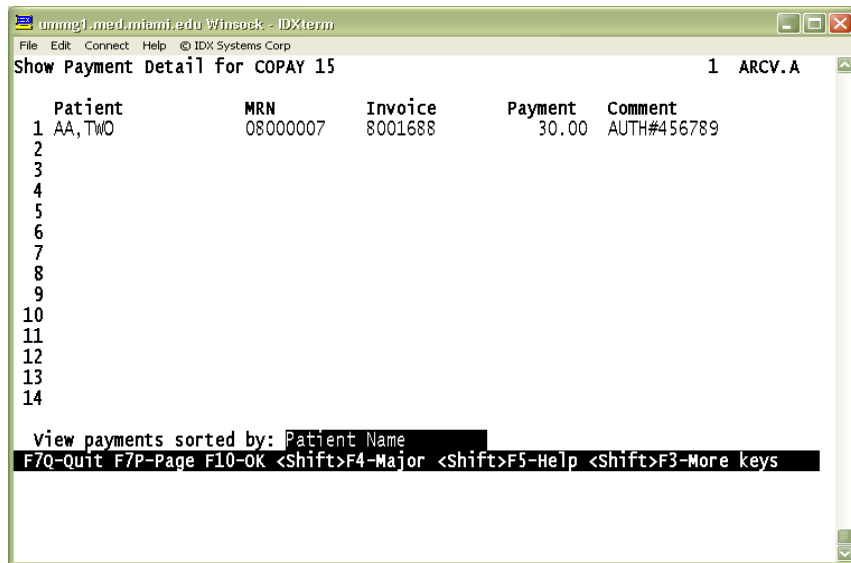 ummg1.med.miami.edu Winsock - IDXterm
File Edit Connect Help © IDX Systems Corp
Show Payment Detail for COPAY 15 1 ARCV.A
Patient MRN Invoice Payment Comment
1 AA,TWO 08000007 8001688 30.00 AUTH#456789
2
3
4
5
6
7
8
9
10
11
12
13
14
View payments sorted by: Patient Name
F7Q-Quit F7P-Page F10-OK <Shift>F4-Major <Shift>F5-Help <Shift>F3-More keys